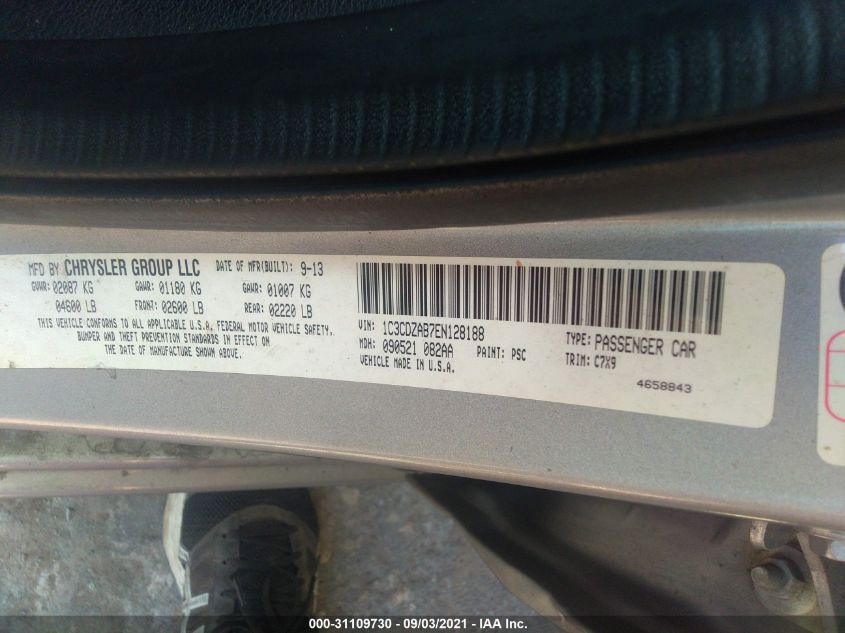 MFD BY CHRYSLER GROUP LLC DATE OF MFR(BUILT): 9-13
GVWR: 02087 KG GAWR: 01180 KG GAWR: 01007 KG
04600 LB FRONT: 02600 LB REAR: 02220 LB
THIS VEHICLE CONFORMS TO ALL APPLICABLE U.S.A. FEDERAL MOTOR VEHICLE SAFETY,
BUMPER AND THEFT PREVENTION STANDARDS IN EFFECT ON
THE DATE OF MANUFACTURE SHOWN ABOVE.
VIN: 1C3CDZAB7EN128188 TYPE: PASSENGER CAR
MDH: 090521 082AA PAINT: PSC TRIM: C7X9
VEHICLE MADE IN U.S.A.
4658843
000-31109730 - 09/03/2021 - IAA Inc.